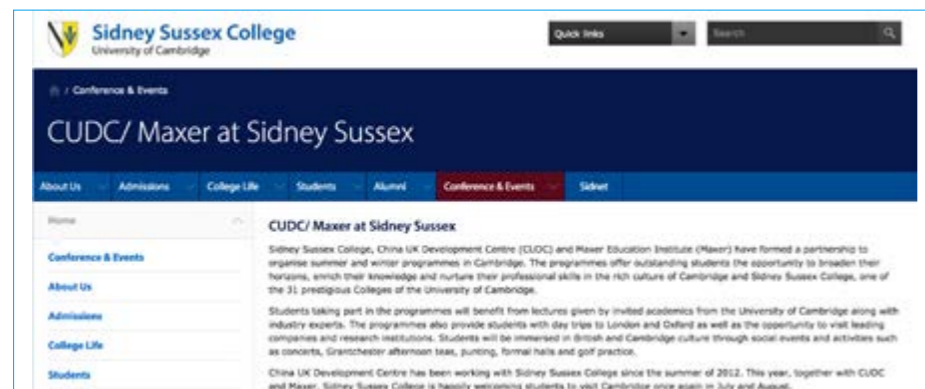 Sidney Sussex College
University of Cambridge
Quick links
Search
/ Conference & Events
CUDC/ Maxer at Sidney Sussex
About Us Admissions College Life Students Alumni Conference & Events Sidnet
Home
Conference & Events
About Us
Admissions
College Life
Students
CUDC/ Maxer at Sidney Sussex
Sidney Sussex College, China UK Development Centre (CUDC) and Maxer Education Institute (Maxer) have formed a partnership to
organise summer and winter programmes in Cambridge. The programmes offer outstanding students the opportunity to broaden their
horizons, enrich their knowledge and nurture their professional skills in the rich culture of Cambridge and Sidney Sussex College, one of
the 31 prestigious Colleges of the University of Cambridge.
Students taking part in the programmes will benefit from lectures given by invited academics from the University of Cambridge along with
industry experts. The programmes also provide students with day trips to London and Oxford as well as the opportunity to visit leading
companies and research institutions. Students will be immersed in British and Cambridge culture through social events and activities such
as concerts, Grantchester afternoon teas, punting, formal halls and golf practice.
China UK Development Centre has been working with Sidney Sussex College since the summer of 2012. This year, together with CUDC
and Maxer, Sidney Sussex College is happily welcoming students to visit Cambridge once again in July and August.